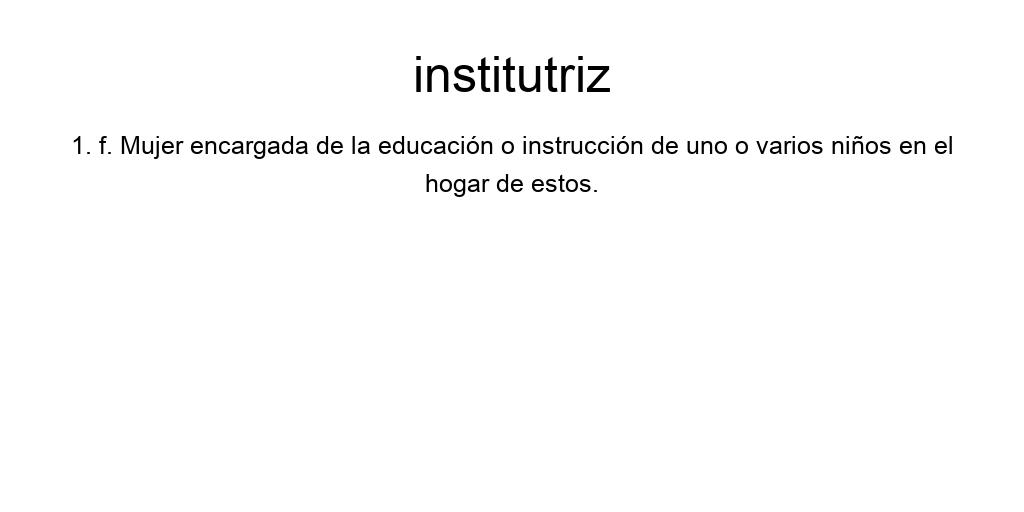 institutriz
1. f. Mujer encargada de la educación o instrucción de uno o varios niños en el
hogar de estos.